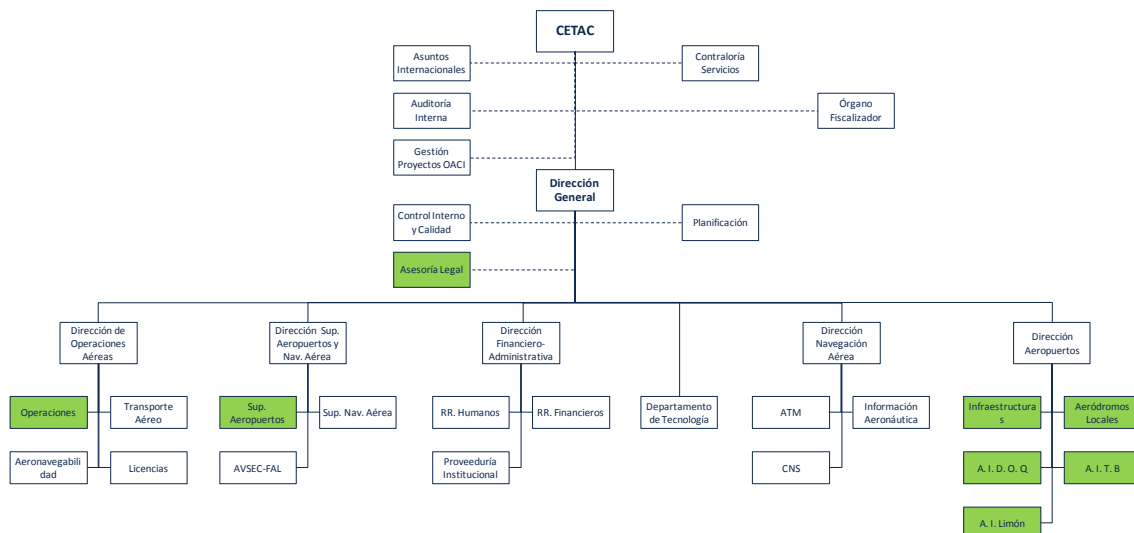 CETAC
Asuntos
Internacionales
Contraloría
Servicios
Auditoría
Interna
Órgano
Fiscalizador
Gestión
Proyectos OACI
Dirección
General
Control Interno
y Calidad
Planificación
Asesoría Legal
Dirección de
Operaciones
Aéreas
Dirección Sup.
Aeropuertos y
Nav. Aérea
Dirección
Financiero-
Administrativa
Dirección
Navegación
Aérea
Dirección
Aeropuertos
Operaciones
Transporte
Aéreo
Sup.
Aeropuertos
Sup. Nav. Aérea
RR. Humanos
RR. Financieros
Departamento
de Tecnología
ATM
Información
Aeronáutica
Infraestructura
s
Aeródromos
Locales
Aeronavegabili
dad
Licencias
AVSEC-FAL
Proveeduría
Institucional
CNS
A. I. D. O. Q
A. I. T. B
A. I. Limón